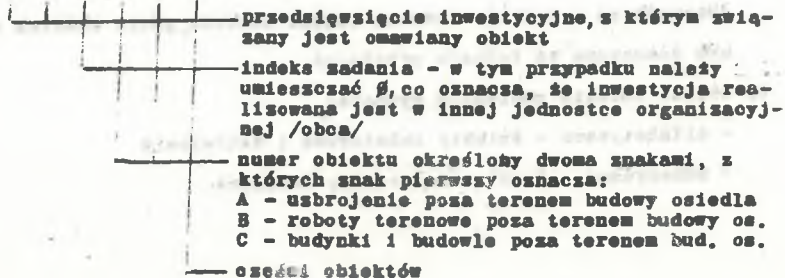 przedsięwzięcie inwestycyjne, z którym zwią-
zany jest omawiany obiekt
indeks zadania - w tym przypadku należy
umieszczać Ø, co oznacza, że inwestycja rea-
lizowana jest w innej jednostce organizacyj-
nej /obca/
numer obiektu określony dwoma znakami, z
których znak pierwszy oznacza:
A - uzbrojenie poza terenem budowy osiedla
B - roboty terenowe poza terenem budowy os.
C - budynki i budowle poza terenem bud. os.
części obiektów